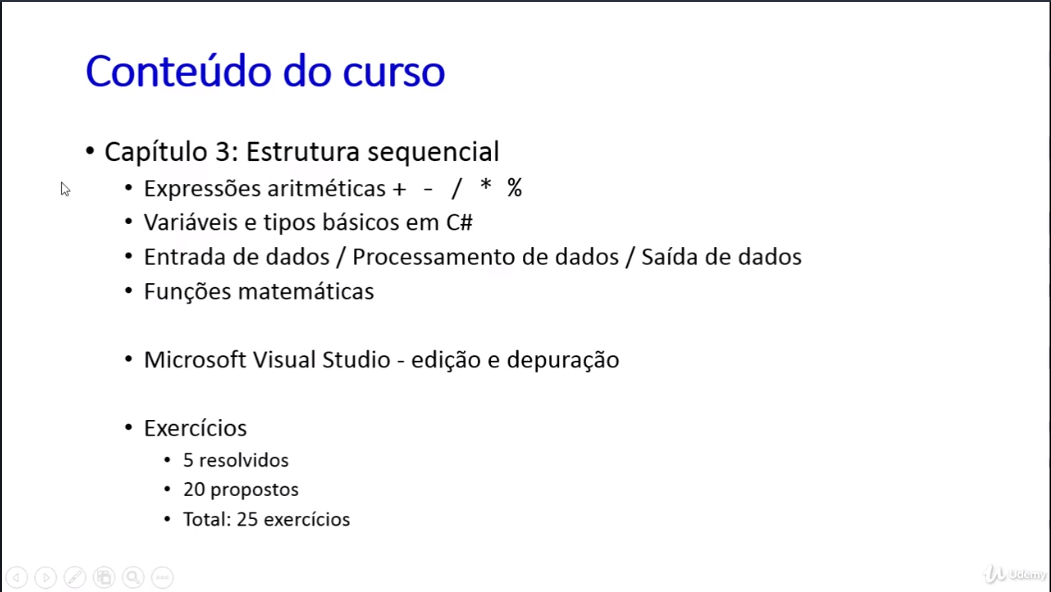 Conteúdo do curso
• Capítulo 3: Estrutura sequencial
• Expressões aritméticas + - / * %
• Variáveis e tipos básicos em C#
• Entrada de dados / Processamento de dados / Saída de dados
• Funções matemáticas
• Microsoft Visual Studio - edição e depuração
• Exercícios
• 5 resolvidos
• 20 propostos
• Total: 25 exercícios
Udemy